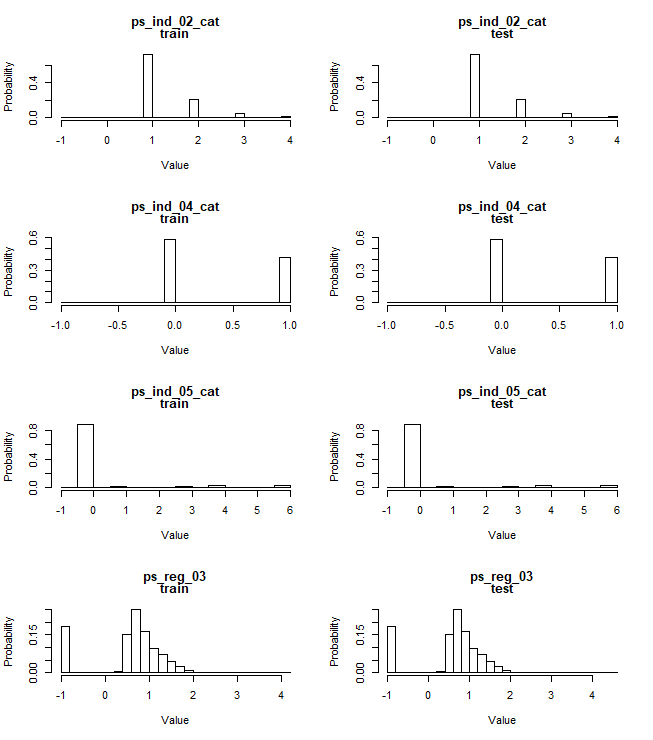 ps_ind_02_cat
train
Probability
0.0 0.4
-1 0 1 2 3 4
Value
ps_ind_02_cat
test
Probability
0.0 0.4
-1 0 1 2 3 4
Value
ps_ind_04_cat
train
Probability
0.0 0.3 0.6
-1.0 -0.5 0.0 0.5 1.0
Value
ps_ind_04_cat
test
Probability
0.0 0.3 0.6
-1.0 -0.5 0.0 0.5 1.0
Value
ps_ind_05_cat
train
Probability
0.0 0.4 0.8
-1 0 1 2 3 4 5 6
Value
ps_ind_05_cat
test
Probability
0.0 0.4 0.8
-1 0 1 2 3 4 5 6
Value
ps_reg_03
train
Probability
0.00 0.15
-1 0 1 2 3 4
Value
ps_reg_03
test
Probability
0.00 0.15
-1 0 1 2 3 4
Value